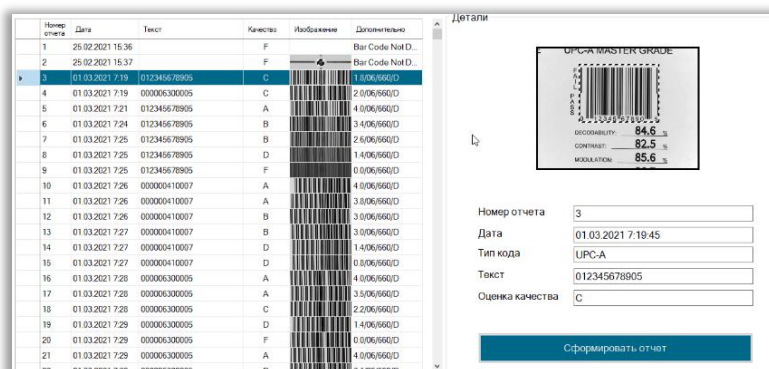 Номер отчета Дата Текст Качество Изображение Дополнительно
1 25.02.2021 15:36 F Bar Code Not D...
2 25.02.2021 15:37 F Bar Code Not D...
3 01.03.2021 7:19 012345678905 C 1.8/06/660/D
4 01.03.2021 7:19 000006300005 C 2.0/06/660/D
5 01.03.2021 7:21 012345678905 A 4.0/06/660/D
6 01.03.2021 7:24 012345678905 B 3.4/06/660/D
7 01.03.2021 7:25 012345678905 B 2.6/06/660/D
8 01.03.2021 7:25 012345678905 D 1.4/06/660/D
9 01.03.2021 7:25 012345678905 F 0.0/06/660/D
10 01.03.2021 7:26 000000410007 A 4.0/06/660/D
11 01.03.2021 7:26 000000410007 A 3.8/06/660/D
12 01.03.2021 7:26 000000410007 B 3.0/06/660/D
13 01.03.2021 7:27 000000410007 B 3.0/06/660/D
14 01.03.2021 7:27 000000410007 D 1.4/06/660/D
15 01.03.2021 7:27 000000410007 D 0.8/06/660/D
16 01.03.2021 7:28 000006300005 A 4.0/06/660/D
17 01.03.2021 7:28 000006300005 A 3.5/06/660/D
18 01.03.2021 7:28 000006300005 C 2.2/06/660/D
19 01.03.2021 7:29 000006300005 D 1.4/06/660/D
20 01.03.2021 7:29 000006300005 F 0.0/06/660/D
21 01.03.2021 7:29 000006300005 A 4.0/06/660/D
Детали
UPC-A MASTER GRADE
FAIL PASS
DECODABILITY: 84.6 %
CONTRAST: 82.5 %
MODULATION: 85.6 %
Номер отчета 3
Дата 01.03.2021 7:19:45
Тип кода UPC-A
Текст 012345678905
Оценка качества C
Сформировать отчет